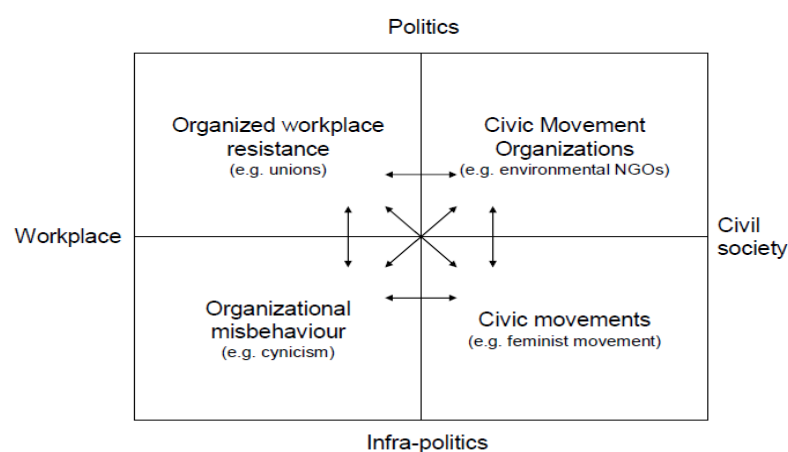 Politics
Organized workplace
resistance
(e.g. unions)
Civic Movement
Organizations
(e.g. environmental NGOs)
Workplace
Civil
society
Organizational
misbehaviour
(e.g. cynicism)
Civic movements
(e.g. feminist movement)
Infra-politics